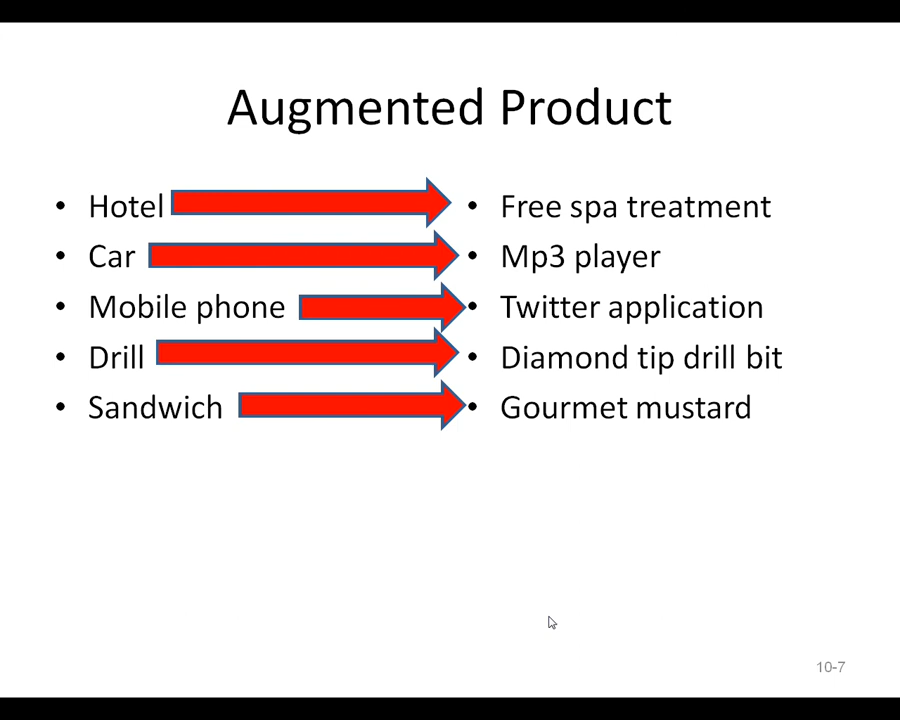 Augmented Product
• Hotel
• Car
• Mobile phone
• Drill
• Sandwich
• Free spa treatment
• Mp3 player
• Twitter application
• Diamond tip drill bit
• Gourmet mustard
10-7